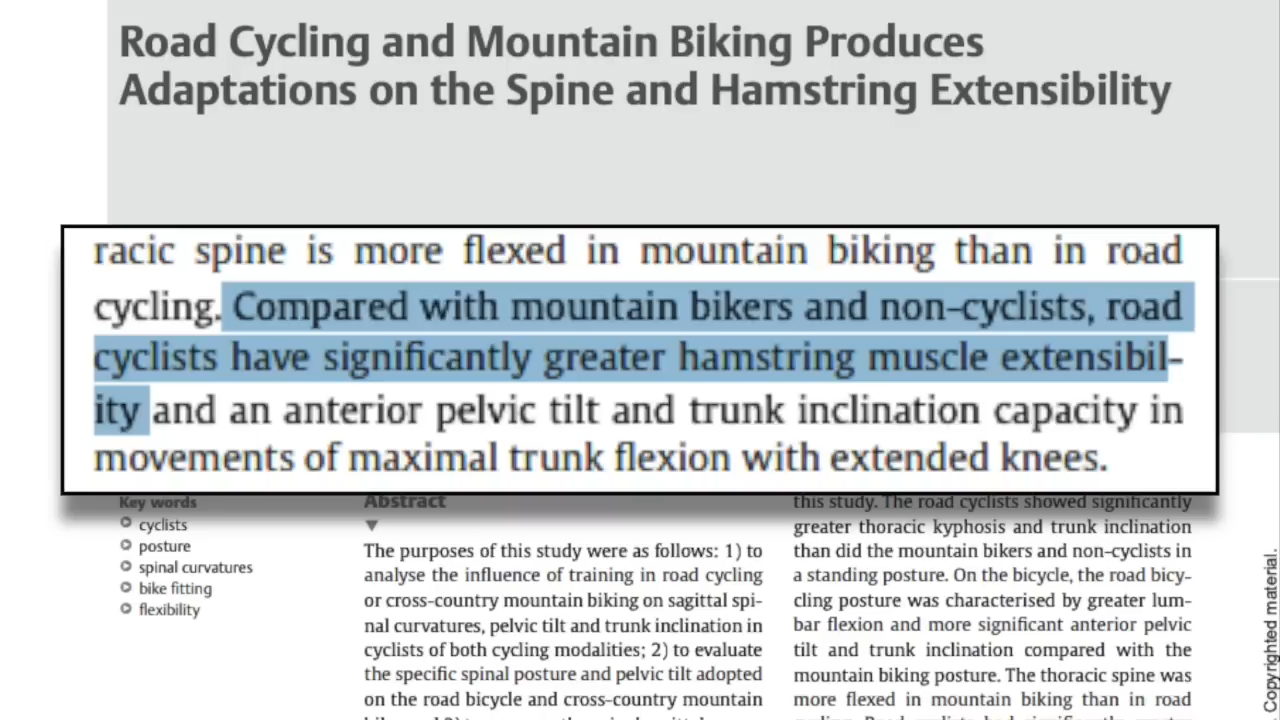 Road Cycling and Mountain Biking Produces
Adaptations on the Spine and Hamstring Extensibility
racic spine is more flexed in mountain biking than in road
cycling. Compared with mountain bikers and non-cyclists, road
cyclists have significantly greater hamstring muscle extensibil-
ity and an anterior pelvic tilt and trunk inclination capacity in
movements of maximal trunk flexion with extended knees.
Key words
cyclists
posture
spinal curvatures
bike fitting
flexibility
Abstract
The purposes of this study were as follows: 1) to
analyse the influence of training in road cycling
or cross-country mountain biking on sagittal spi-
nal curvatures, pelvic tilt and trunk inclination in
cyclists of both cycling modalities; 2) to evaluate
the specific spinal posture and pelvic tilt adopted
on the road bicycle and cross-country mountain
this study. The road cyclists showed significantly
greater thoracic kyphosis and trunk inclination
than did the mountain bikers and non-cyclists in
a standing posture. On the bicycle, the road bicy-
cling posture was characterised by greater lum-
bar flexion and more significant anterior pelvic
tilt and trunk inclination compared with the
mountain biking posture. The thoracic spine was
more flexed in mountain biking than in road
Copyrighted material.